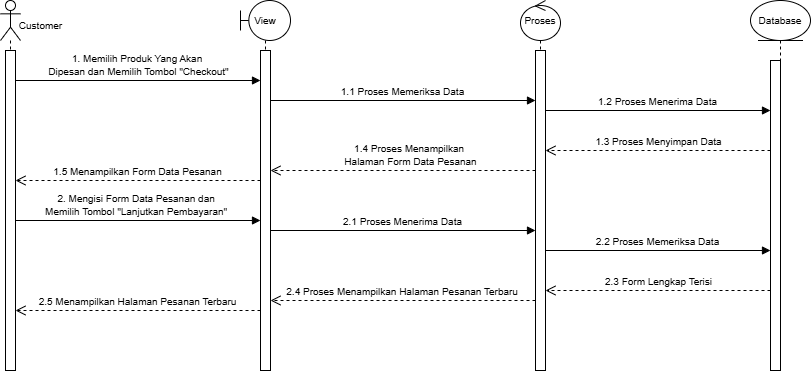 Customer
View
Proses
Database
1. Memilih Produk Yang Akan
Dipesan dan Memilih Tombol "Checkout"
1.1 Proses Memeriksa Data
1.2 Proses Menerima Data
1.3 Proses Menyimpan Data
1.4 Proses Menampilkan
Halaman Form Data Pesanan
1.5 Menampilkan Form Data Pesanan
2. Mengisi Form Data Pesanan dan
Memilih Tombol "Lanjutkan Pembayaran"
2.1 Proses Menerima Data
2.2 Proses Memeriksa Data
2.3 Form Lengkap Terisi
2.4 Proses Menampilkan Halaman Pesanan Terbaru
2.5 Menampilkan Halaman Pesanan Terbaru